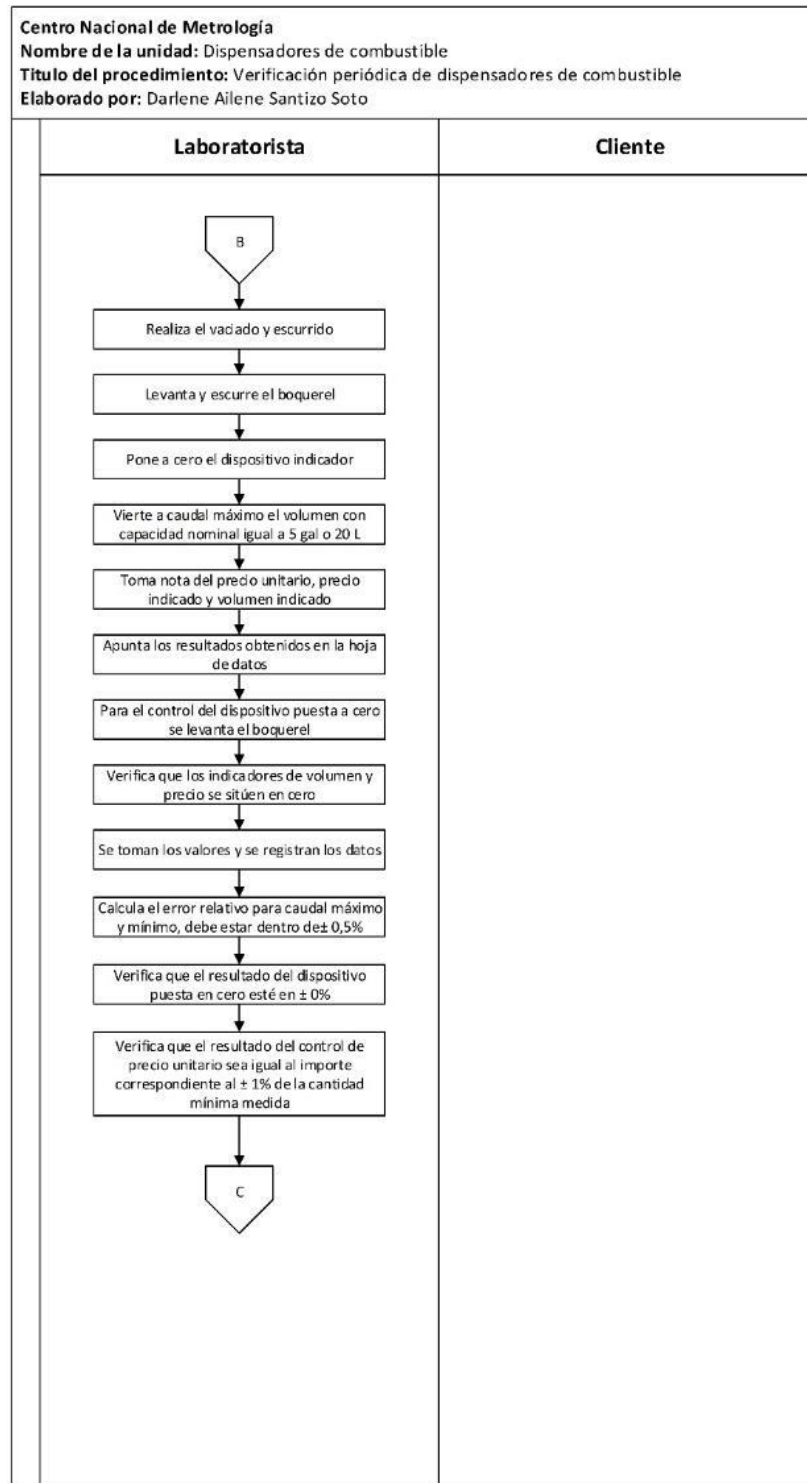 Centro Nacional de Metrología
Nombre de la unidad: Dispensadores de combustible
Titulo del procedimiento: Verificación periódica de dispensadores de combustible
Elaborado por: Darlene Ailene Santizo Soto
Laboratorista
Cliente
B
Realiza el vaciado y escurrido
Levanta y escurre el boquerel
Pone a cero el dispositivo indicador
Vierte a caudal máximo el volumen con
capacidad nominal igual a 5 gal o 20 L
Toma nota del precio unitario, precio
indicado y volumen indicado
Apunta los resultados obtenidos en la hoja
de datos
Para el control del dispositivo puesta a cero
se levanta el boquerel
Verifica que los indicadores de volumen y
precio se sitúen en cero
Se toman los valores y se registran los datos
Calcula el error relativo para caudal máximo
y mínimo, debe estar dentro de± 0,5%
Verifica que el resultado del dispositivo
puesta en cero esté en ± 0%
Verifica que el resultado del control de
precio unitario sea igual al importe
correspondiente al ± 1% de la cantidad
mínima medida
C